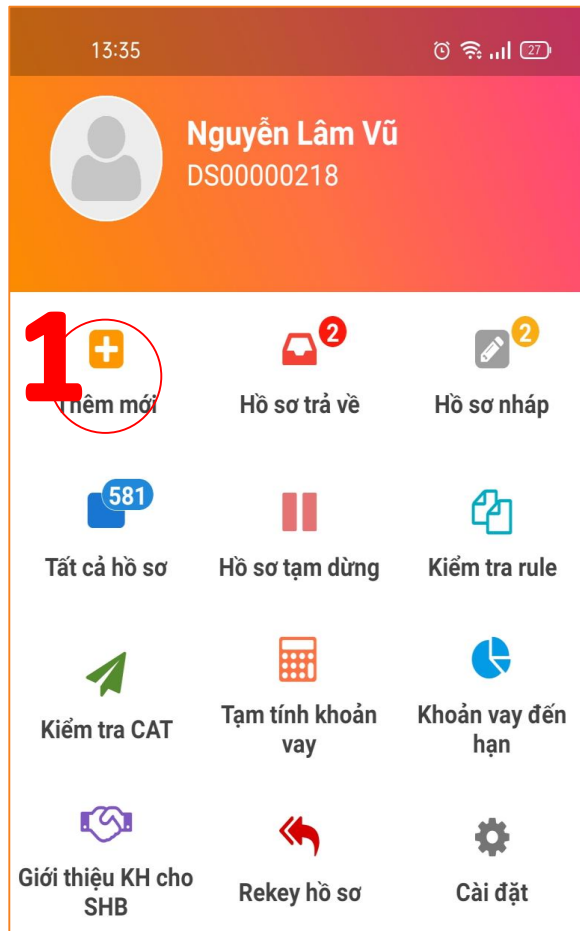 13:35
27
Nguyễn Lâm Vũ
DS00000218
1
2
2
Thêm mới
Hồ sơ trả về
Hồ sơ nháp
581
Tất cả hồ sơ
Hồ sơ tạm dừng
Kiểm tra rule
Kiểm tra CAT
Tạm tính khoản
vay
Khoản vay đến
hạn
Giới thiệu KH cho
SHB
Rekey hồ sơ
Cài đặt